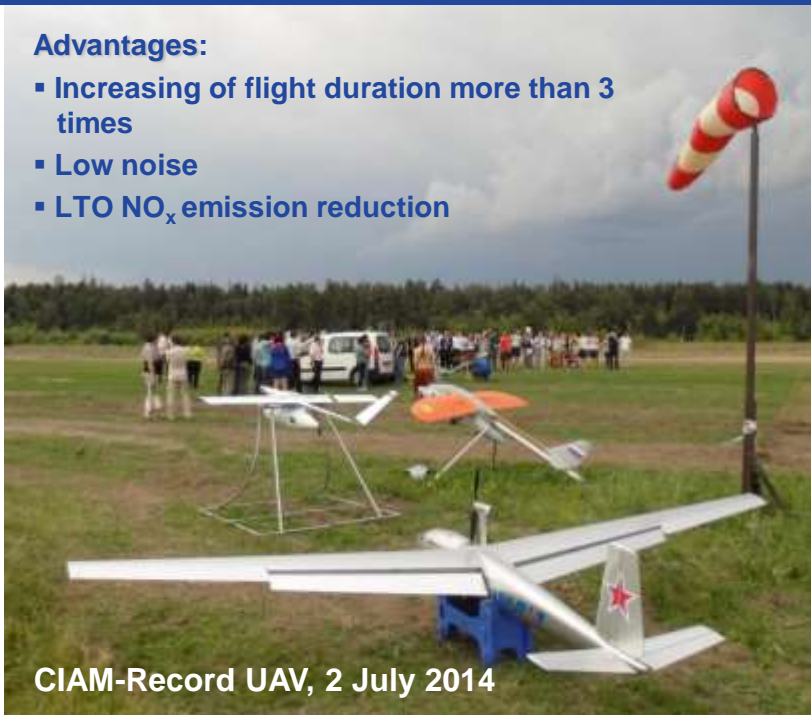 Advantages:
▪ Increasing of flight duration more than 3
times
▪ Low noise
▪ LTO NOx emission reduction
CIAM-Record UAV, 2 July 2014